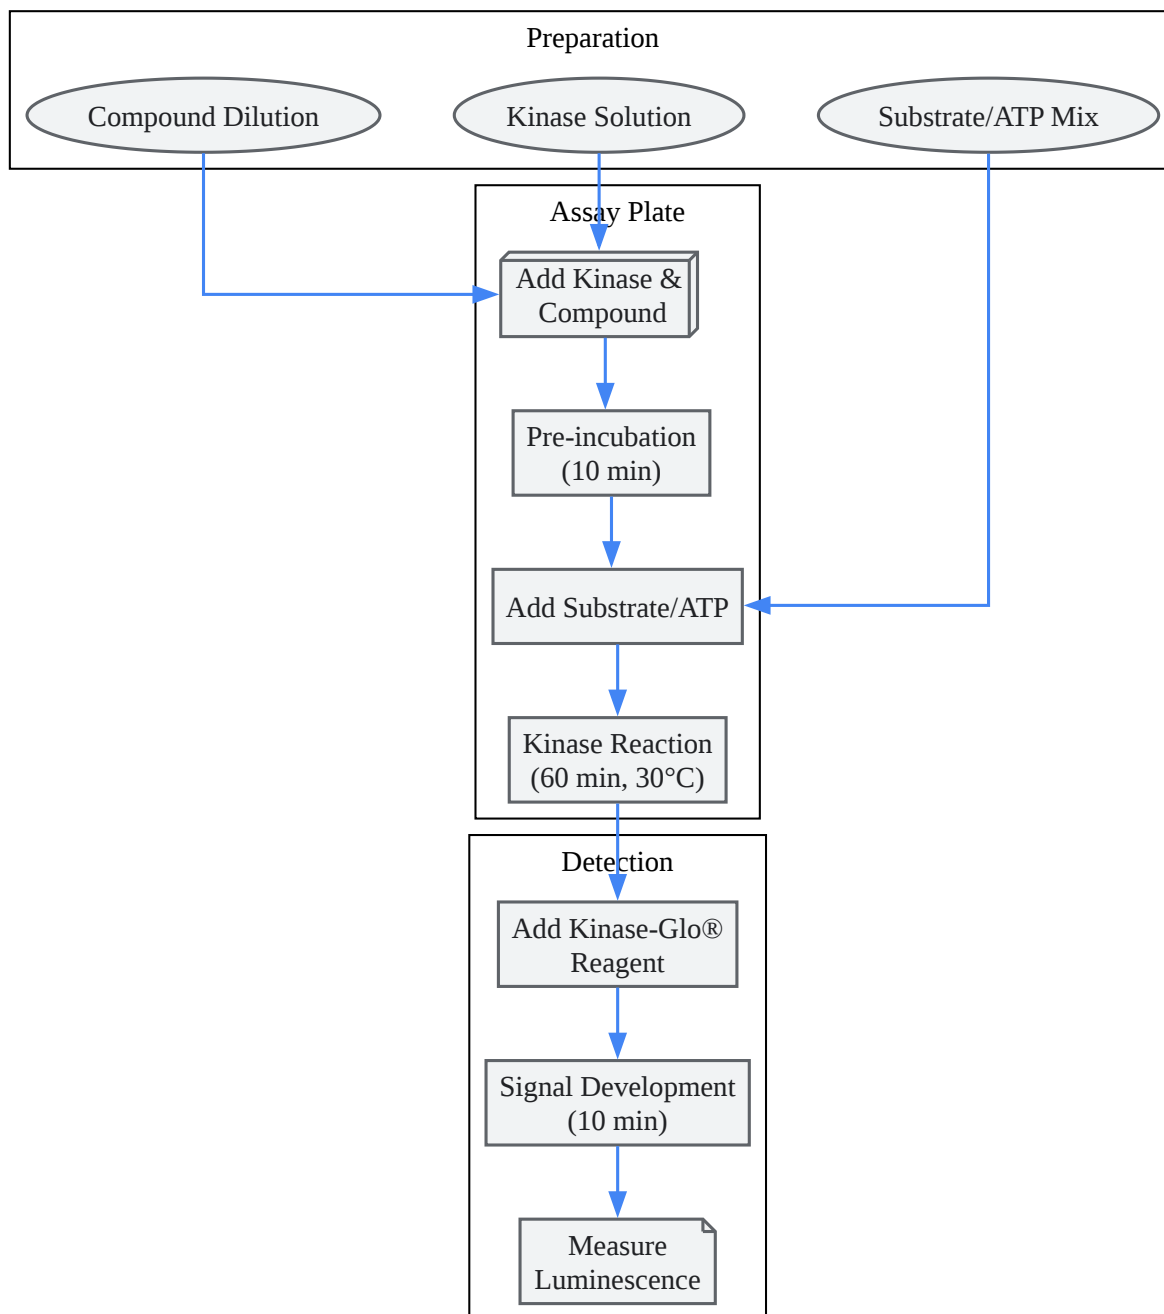 Preparation
Compound Dilution
Kinase Solution
Substrate/ATP Mix
Assay Plate
Add Kinase &
Compound
Pre-incubation
(10 min)
Add Substrate/ATP
Kinase Reaction
(60 min, 30°C)
Detection
Add Kinase-Glo®
Reagent
Signal Development
(10 min)
Measure
Luminescence